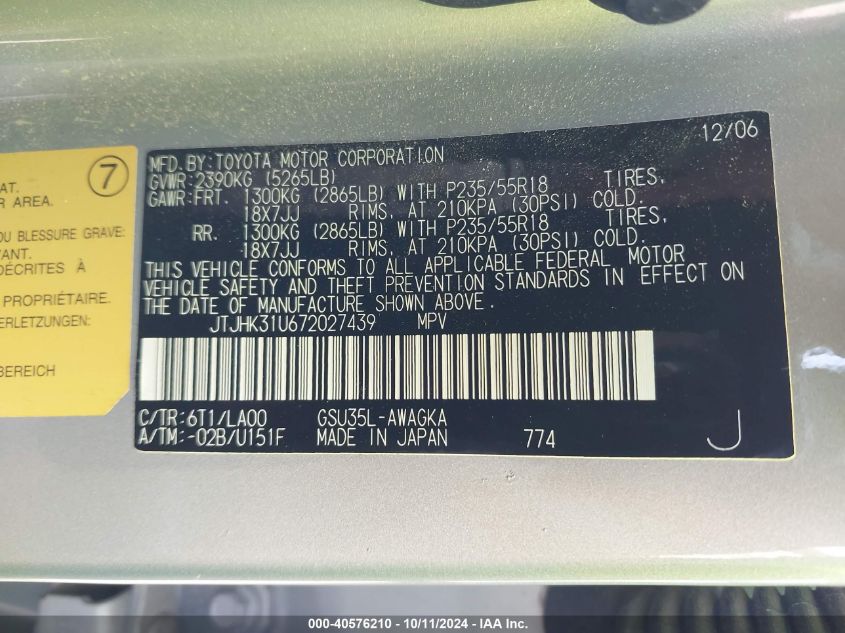 12/06
MFD. BY: TOYOTA MOTOR CORPORATION
GVWR: 2390KG (5265LB)
GAWR: FRT. 1300KG (2865LB) WITH P235/55R18 TIRES,
18X7JJ RIMS, AT 210KPA (30PSI) COLD.
RR. 1300KG (2865LB) WITH P235/55R18 TIRES,
18X7JJ RIMS, AT 210KPA (30PSI) COLD.
THIS VEHICLE CONFORMS TO ALL APPLICABLE FEDERAL MOTOR
VEHICLE SAFETY AND THEFT PREVENTION STANDARDS IN EFFECT ON
THE DATE OF MANUFACTURE SHOWN ABOVE.
JTJHK31U672027439 MPV
C/TR: 6T1/LA00 GSU35L-AWAGKA
A/TM: -02B/U151F MADE IN JAPAN 774 J
7
AT.
R AREA.
OU BLESSURE GRAVE:
VANT.
DÉCRITES À
PROPRIÉTAIRE.
ERLETZUNG:
BEREICH
000-40576210 - 10/11/2024 - IAA Inc.